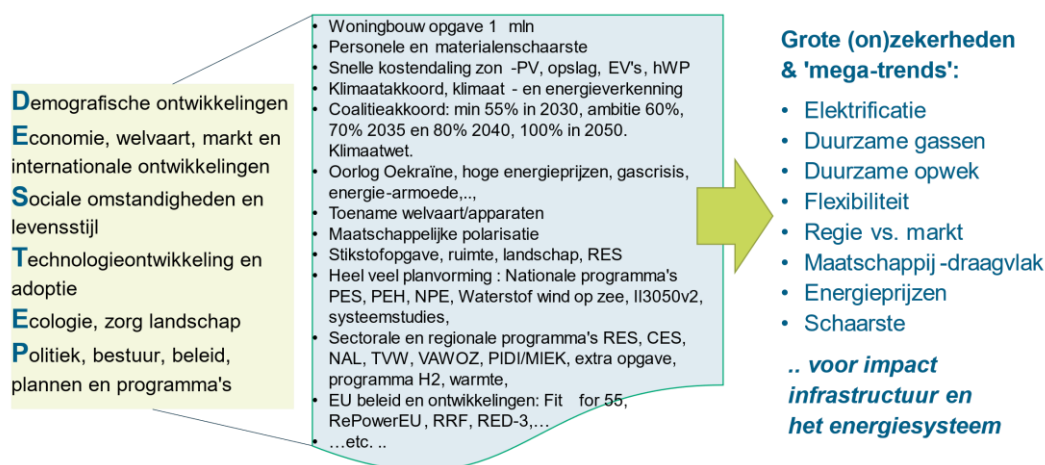 Demografische ontwikkelingen
Economie, welvaart, markt en
internationale ontwikkelingen
Sociale omstandigheden en
levensstijl
Technologieontwikkeling en
adoptie
Ecologie, zorg landschap
Politiek, bestuur, beleid,
plannen en programma's
• Woningbouw opgave 1 mln
• Personele en materialenschaarste
• Snelle kostendaling zon -PV, opslag, EV's, hWP
• Klimaatakkoord, klimaat - en energieverkenning
• Coalitieakkoord: min 55% in 2030, ambitie 60%,
70% 2035 en 80% 2040, 100% in 2050.
Klimaatwet.
• Oorlog Oekraïne, hoge energieprijzen, gascrisis,
energie-armoede,..,
• Toename welvaart/apparaten
• Maatschappelijke polarisatie
• Stikstofopgave, ruimte, landschap, RES
• Heel veel planvorming : Nationale programma's
PES, PEH, NPE, Waterstof wind op zee, II3050v2,
systeemstudies,
• Sectorale en regionale programma's RES, CES,
NAL, TVW, VAWOZ, PIDI/MIEK, extra opgave,
programma H2, warmte,
• EU beleid en ontwikkelingen: Fit for 55,
RePowerEU, RRF, RED-3,…
• …etc. ..
Grote (on)zekerheden
& 'mega-trends':
• Elektrificatie
• Duurzame gassen
• Duurzame opwek
• Flexibiliteit
• Regie vs. markt
• Maatschappij -draagvlak
• Energieprijzen
• Schaarste
.. voor impact
infrastructuur en
het energiesysteem